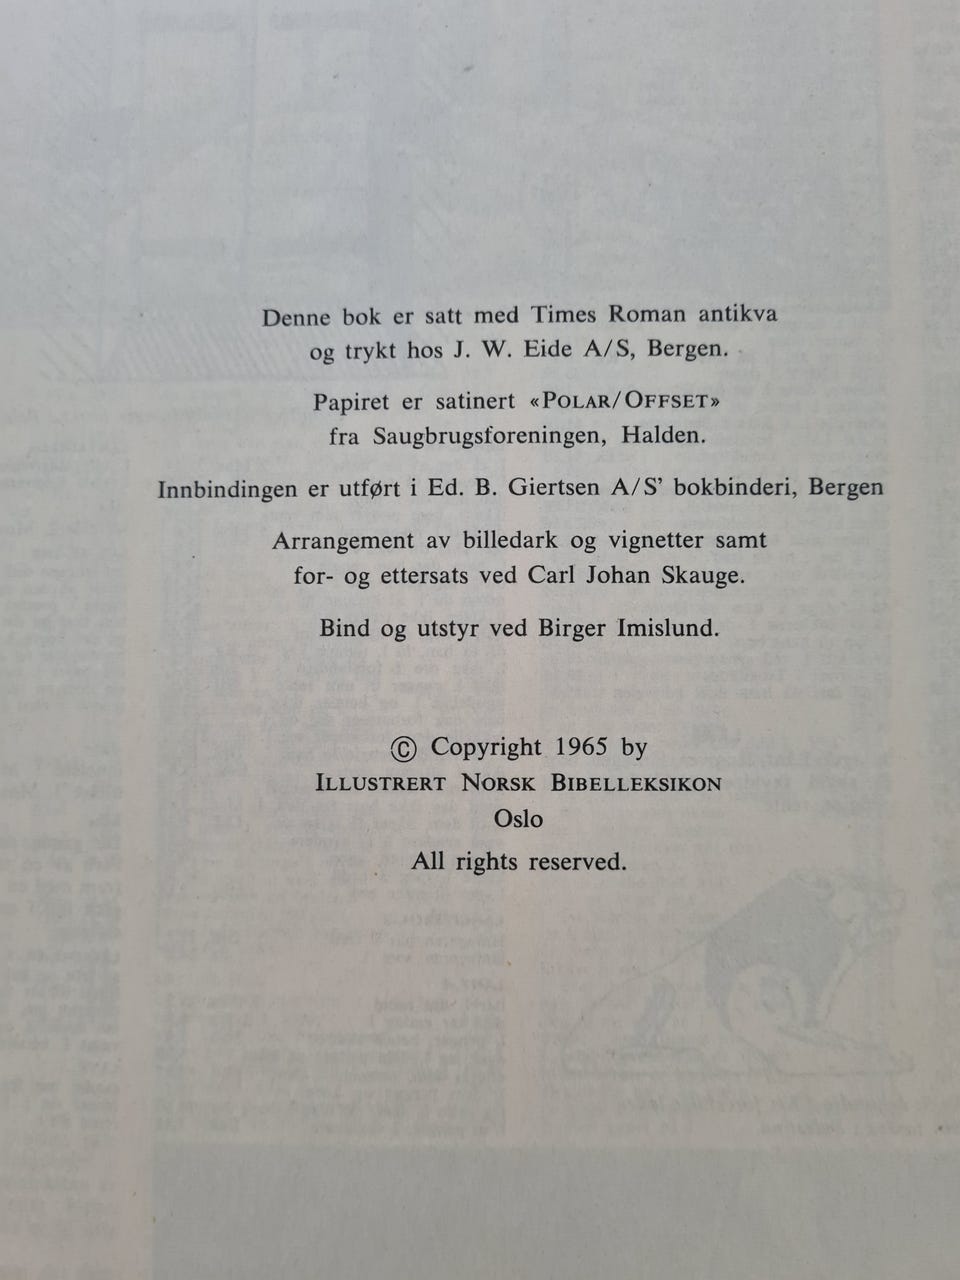 Denne bok er satt med Times Roman antikva
og trykt hos J. W. Eide A/S, Bergen.
Papiret er satinert «POLAR/OFFSET»
fra Saugbrugsforeningen, Halden.
Innbindingen er utført i Ed. B. Giertsen A/S’ bokbinderi, Bergen
Arrangement av billedark og vignetter samt
for- og ettersats ved Carl Johan Skauge.
Bind og utstyr ved Birger Imislund.
© Copyright 1965 by
ILLUSTRERT NORSK BIBELLEKSIKON
Oslo
All rights reserved.